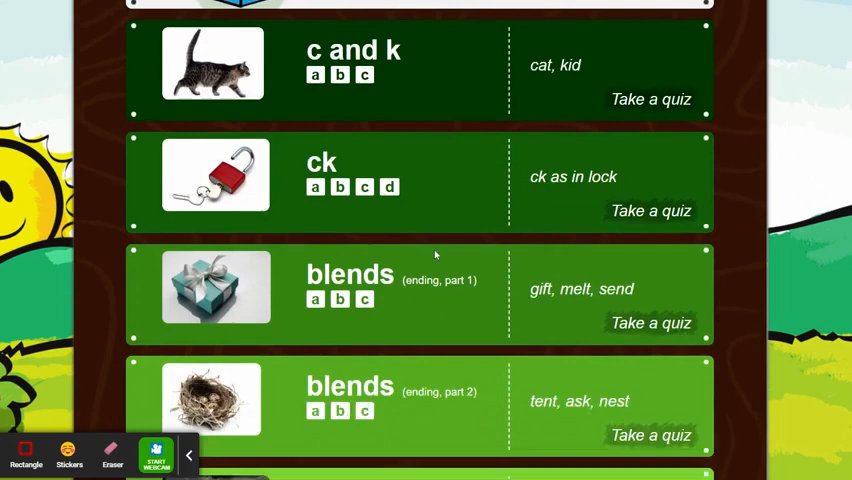 c and k
a b c
cat, kid
Take a quiz
ck
a b c d
ck as in lock
Take a quiz
blends (ending, part 1)
a b c
gift, melt, send
Take a quiz
blends (ending, part 2)
a b c
tent, ask, nest
Take a quiz
Rectangle
Stickers
Eraser
START
WEBCAM